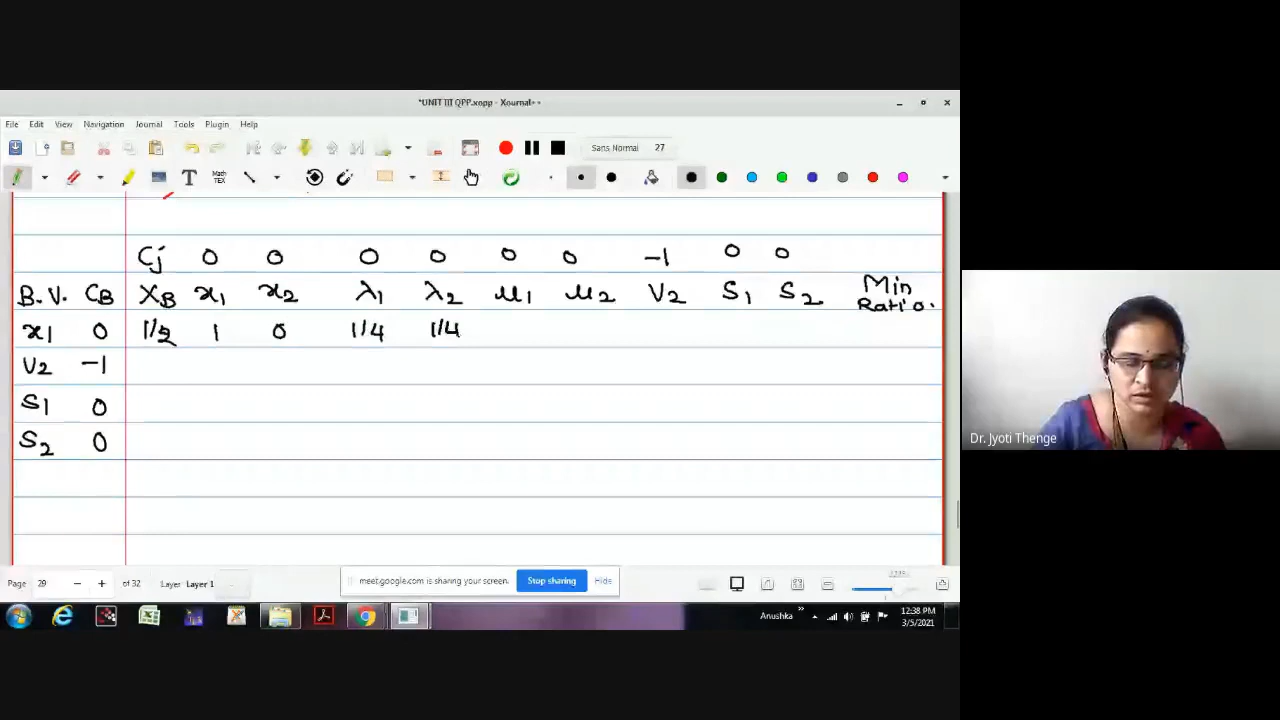 *UNIT III QPP.xopp - Xournal++
File Edit View Navigation Journal Tools Plugin Help
Sans Normal 27
T Math TEX
Cj 0 0 0 0 0 0 -1 0 0
B.V. CB XB x1 x2 λ1 λ2 μ1 μ2 V2 S1 S2 Min Ratio.
x1 0 1/2 1 0 1/4 1/4
V2 -1
S1 0
S2 0
Dr. Jyoti Thenge
Page 29 of 32 Layer Layer 1
meet.google.com is sharing your screen. Stop sharing Hide
Anushka 12:38 PM
3/5/2021